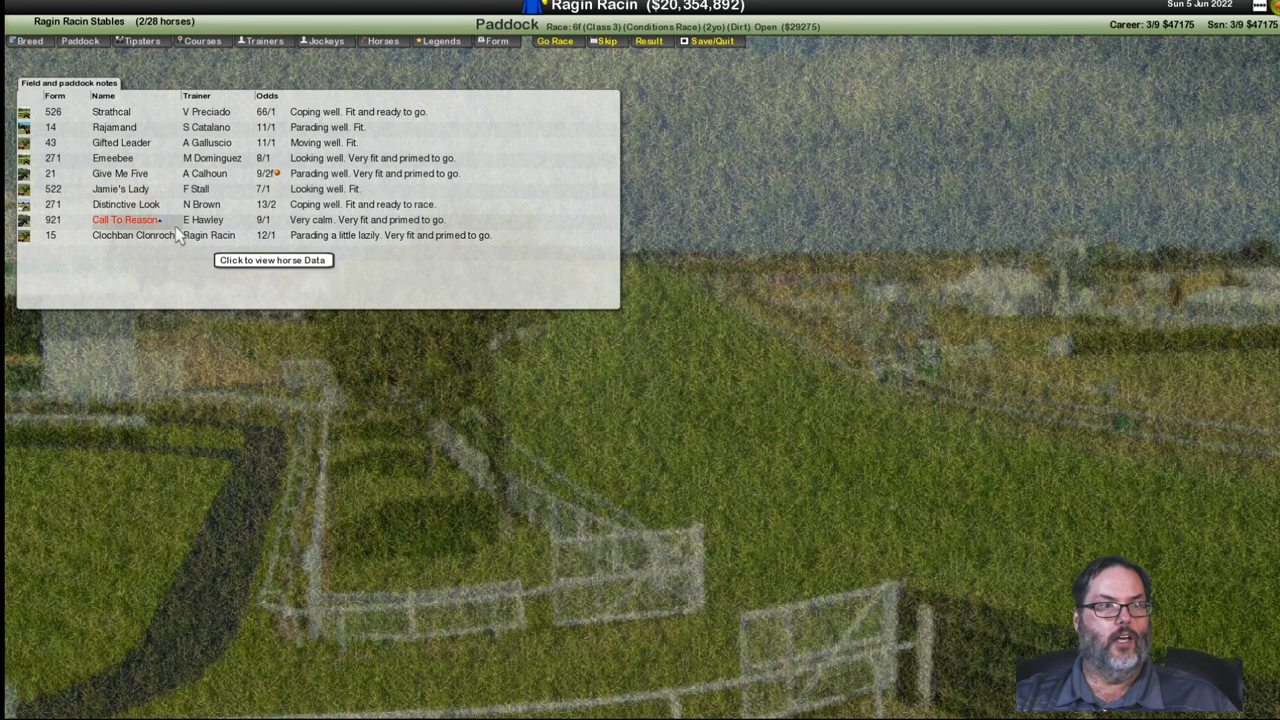 Ragin Racin ($20,354,892)
Sun 5 Jun 2022
Ragin Racin Stables (2/28 horses)
Paddock Race: 6f (Class 3) (Conditions Race) (2yo) (Dirt) Open ($29275)
Career: 3/9 $47175 Ssn: 3/9 $47175
Breed Paddock Tipsters Courses Trainers Jockeys Horses Legends Form Go Race Skip Result Save/Quit
Field and paddock notes
Form Name Trainer Odds
526 Strathcal V Preciado 66/1 Coping well. Fit and ready to go.
14 Rajamand S Catalano 11/1 Parading well. Fit.
43 Gifted Leader A Galluscio 11/1 Moving well. Fit.
271 Emeebee M Dominguez 8/1 Looking well. Very fit and primed to go.
21 Give Me Five A Calhoun 9/2f Parading well. Very fit and primed to go.
522 Jamie's Lady F Stall 7/1 Looking well. Fit.
271 Distinctive Look N Brown 13/2 Coping well. Fit and ready to race.
921 Call To Reason E Hawley 9/1 Very calm. Very fit and primed to go.
15 Clochban Clonroch Ragin Racin 12/1 Parading a little lazily. Very fit and primed to go.
Click to view horse Data